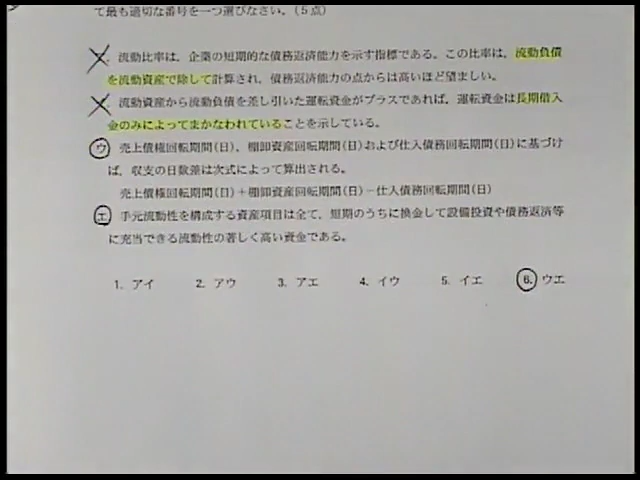 て最も適切な番号を一つ選びなさい。(5点)
流動比率は、企業の短期的な債務返済能力を示す指標である。この比率は、流動負債
を流動資産で除して計算され、債務返済能力の点からは高いほど望ましい。
流動資産から流動負債を差し引いた運転資金がプラスであれば、運転資金は長期借入
金のみによってまかなわれていることを示している。
ウ 売上債権回転期間(日)、棚卸資産回転期間(日)および仕入債務回転期間(日)に基づけ
ば、収支の日数差は次式によって算出される。
売上債権回転期間(日)+棚卸資産回転期間(日)-仕入債務回転期間(日)
エ 手元流動性を構成する資産項目は全て、短期のうちに換金して設備投資や債務返済等
に充当できる流動性の著しく高い資金である。
1. アイ 2. アウ 3. アエ 4. イウ 5. イエ 6. ウエ